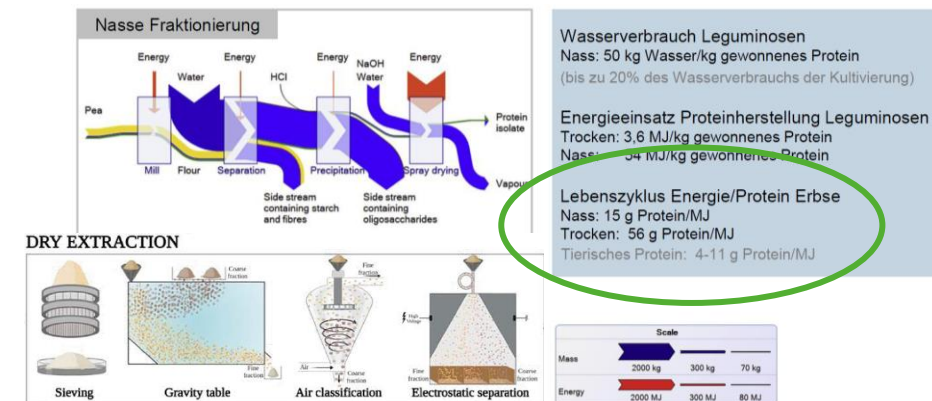 Nasse Fraktionierung
Energy
Energy
Energy
NaOH
Water
Energy
Water
HCl
Pea
Protein
isolate
Mill
Flour
Separation
Precipitation
Spray drying
Vapour
Side stream
containing starch
and fibres
Side stream
containing
oligosaccharides
Wasserverbrauch Leguminosen
Nass: 50 kg Wasser/kg gewonnenes Protein
(bis zu 20% des Wasserverbrauchs der Kultivierung)
Energieeinsatz Proteinherstellung Leguminosen
Trocken: 3,6 MJ/kg gewonnenes Protein
Nass: 54 MJ/kg gewonnenes Protein
Lebenszyklus Energie/Protein Erbse
Nass: 15 g Protein/MJ
Trocken: 56 g Protein/MJ
Tierisches Protein: 4-11 g Protein/MJ
DRY EXTRACTION
Coarse
fraction
Fine
fraction
Sieving
Gravity table
Fine
fraction
Air
Coarse
fraction
Air classification
High
voltage
Fine
fraction
Coarse
fraction
Electrostatic separation
Scale
Mass
2000 kg
300 kg
70 kg
Energy
2000 MJ
300 MJ
80 MJ